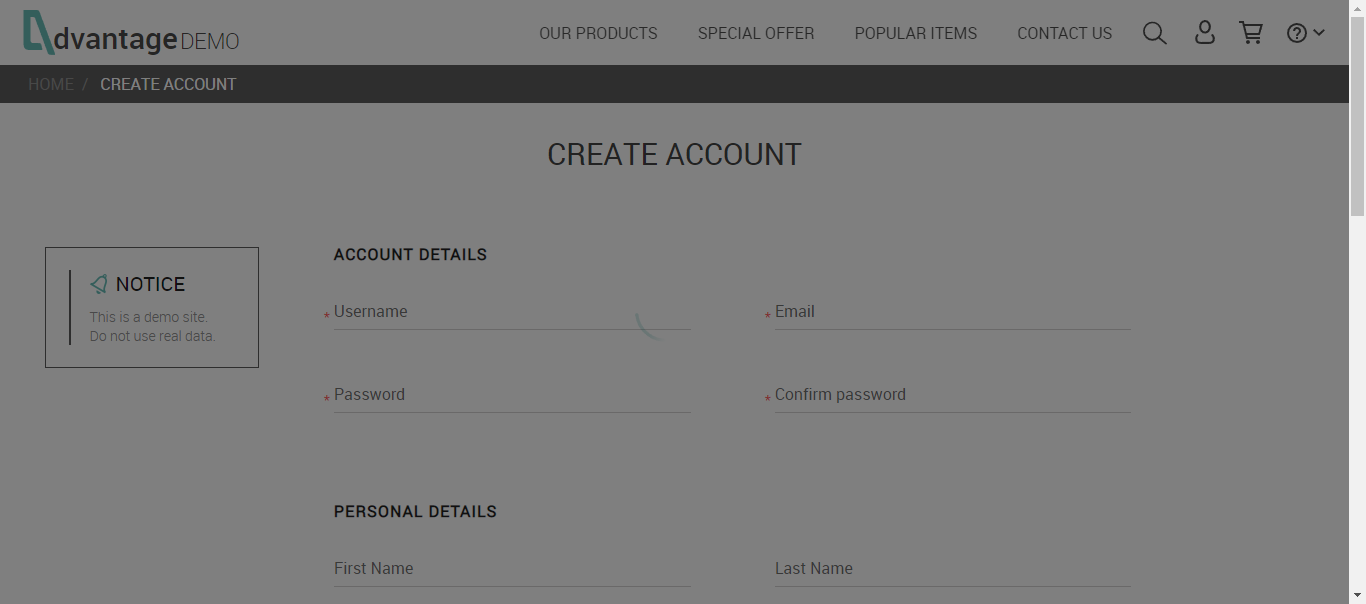 dvantage DEMO
OUR PRODUCTS SPECIAL OFFER POPULAR ITEMS CONTACT US
HOME / CREATE ACCOUNT
CREATE ACCOUNT
NOTICE
This is a demo site.
Do not use real data.
ACCOUNT DETAILS
* Username * Email
* Password * Confirm password
PERSONAL DETAILS
First Name Last Name